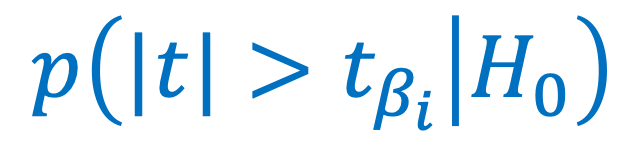 p(|t| > t_{β_i}|H_0)